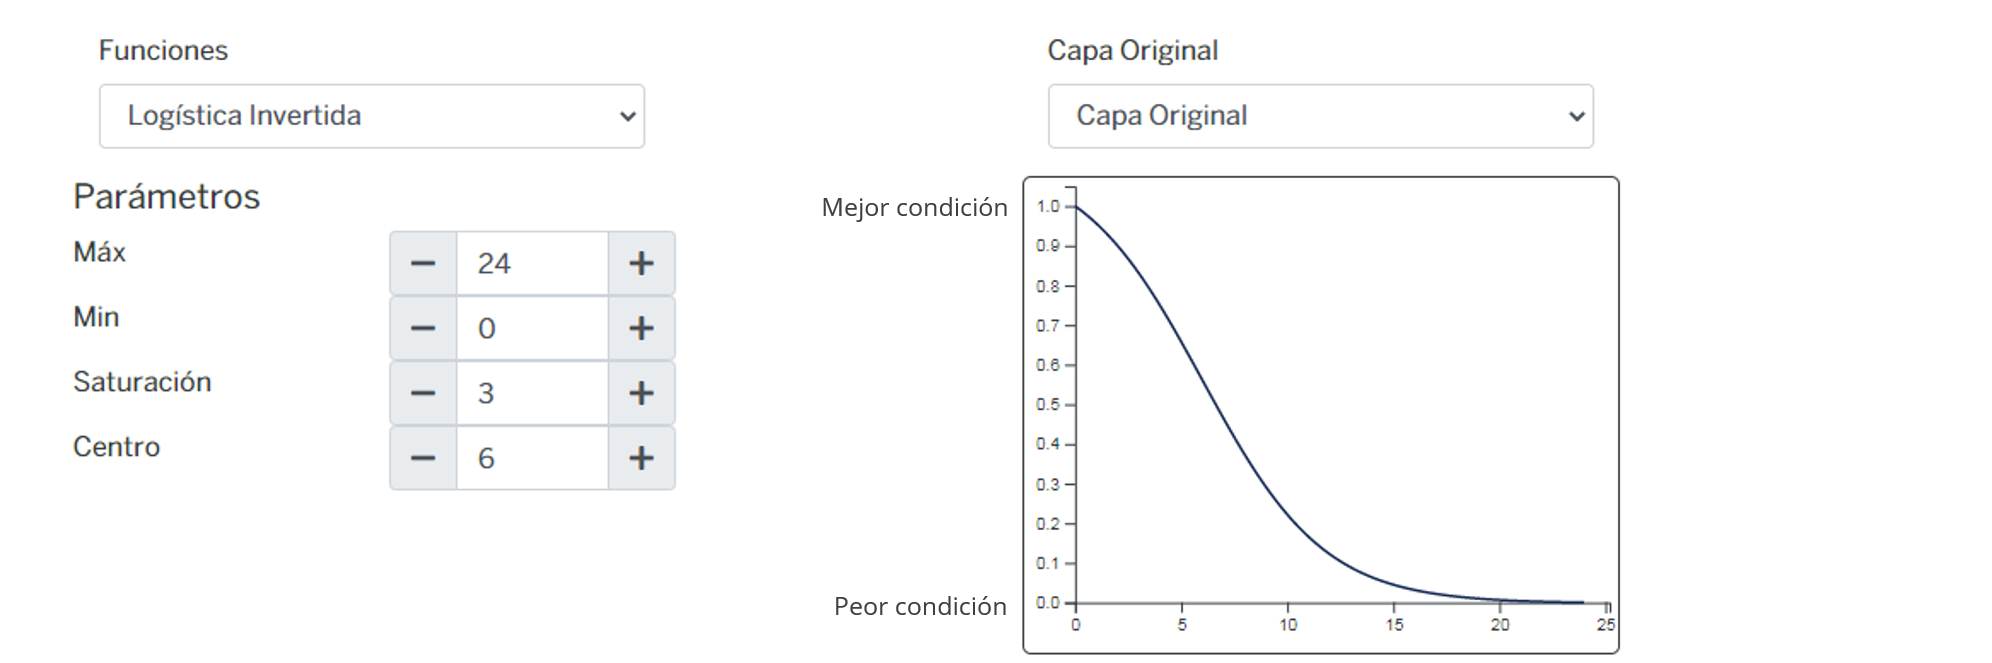 Funciones
Logística Invertida
Parámetros
Máx
24
Min
0
Saturación
3
Centro
6
Capa Original
Capa Original
Mejor condición
Peor condición
1.0
0.9
0.8
0.7
0.6
0.5
0.4
0.3
0.2
0.1
0.0
0 5 10 15 20 25